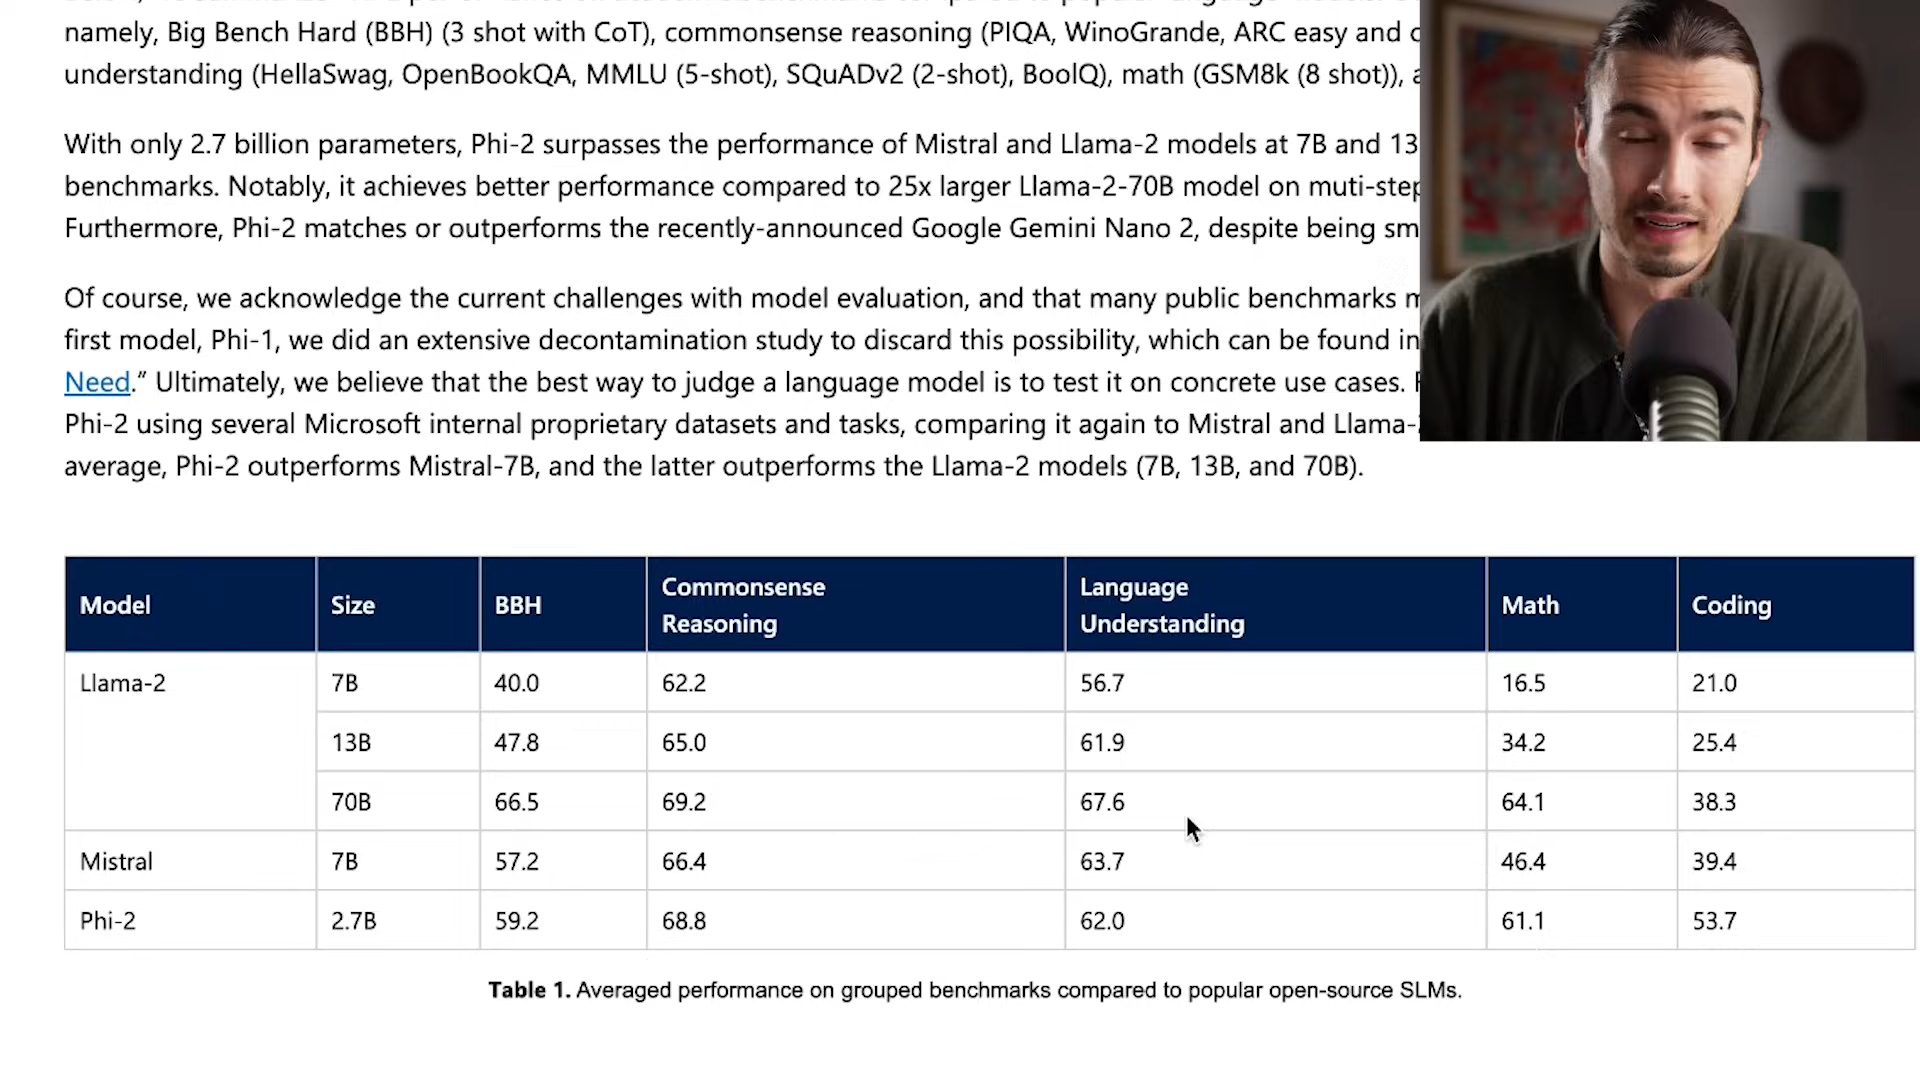 namely, Big Bench Hard (BBH) (3 shot with CoT), commonsense reasoning (PIQA, WinoGrande, ARC easy and
understanding (HellaSwag, OpenBookQA, MMLU (5-shot), SQuADv2 (2-shot), BoolQ), math (GSM8k (8 shot)),
With only 2.7 billion parameters, Phi-2 surpasses the performance of Mistral and Llama-2 models at 7B and 13
benchmarks. Notably, it achieves better performance compared to 25x larger Llama-2-70B model on muti-step
Furthermore, Phi-2 matches or outperforms the recently-announced Google Gemini Nano 2, despite being sm
Of course, we acknowledge the current challenges with model evaluation, and that many public benchmarks m
first model, Phi-1, we did an extensive decontamination study to discard this possibility, which can be found in
Need.” Ultimately, we believe that the best way to judge a language model is to test it on concrete use cases.
Phi-2 using several Microsoft internal proprietary datasets and tasks, comparing it again to Mistral and Llama-
average, Phi-2 outperforms Mistral-7B, and the latter outperforms the Llama-2 models (7B, 13B, and 70B).
Model Size BBH Commonsense Reasoning Language Understanding Math Coding
Llama-2 7B 40.0 62.2 56.7 16.5 21.0
13B 47.8 65.0 61.9 34.2 25.4
70B 66.5 69.2 67.6 64.1 38.3
Mistral 7B 57.2 66.4 63.7 46.4 39.4
Phi-2 2.7B 59.2 68.8 62.0 61.1 53.7
Table 1. Averaged performance on grouped benchmarks compared to popular open-source SLMs.